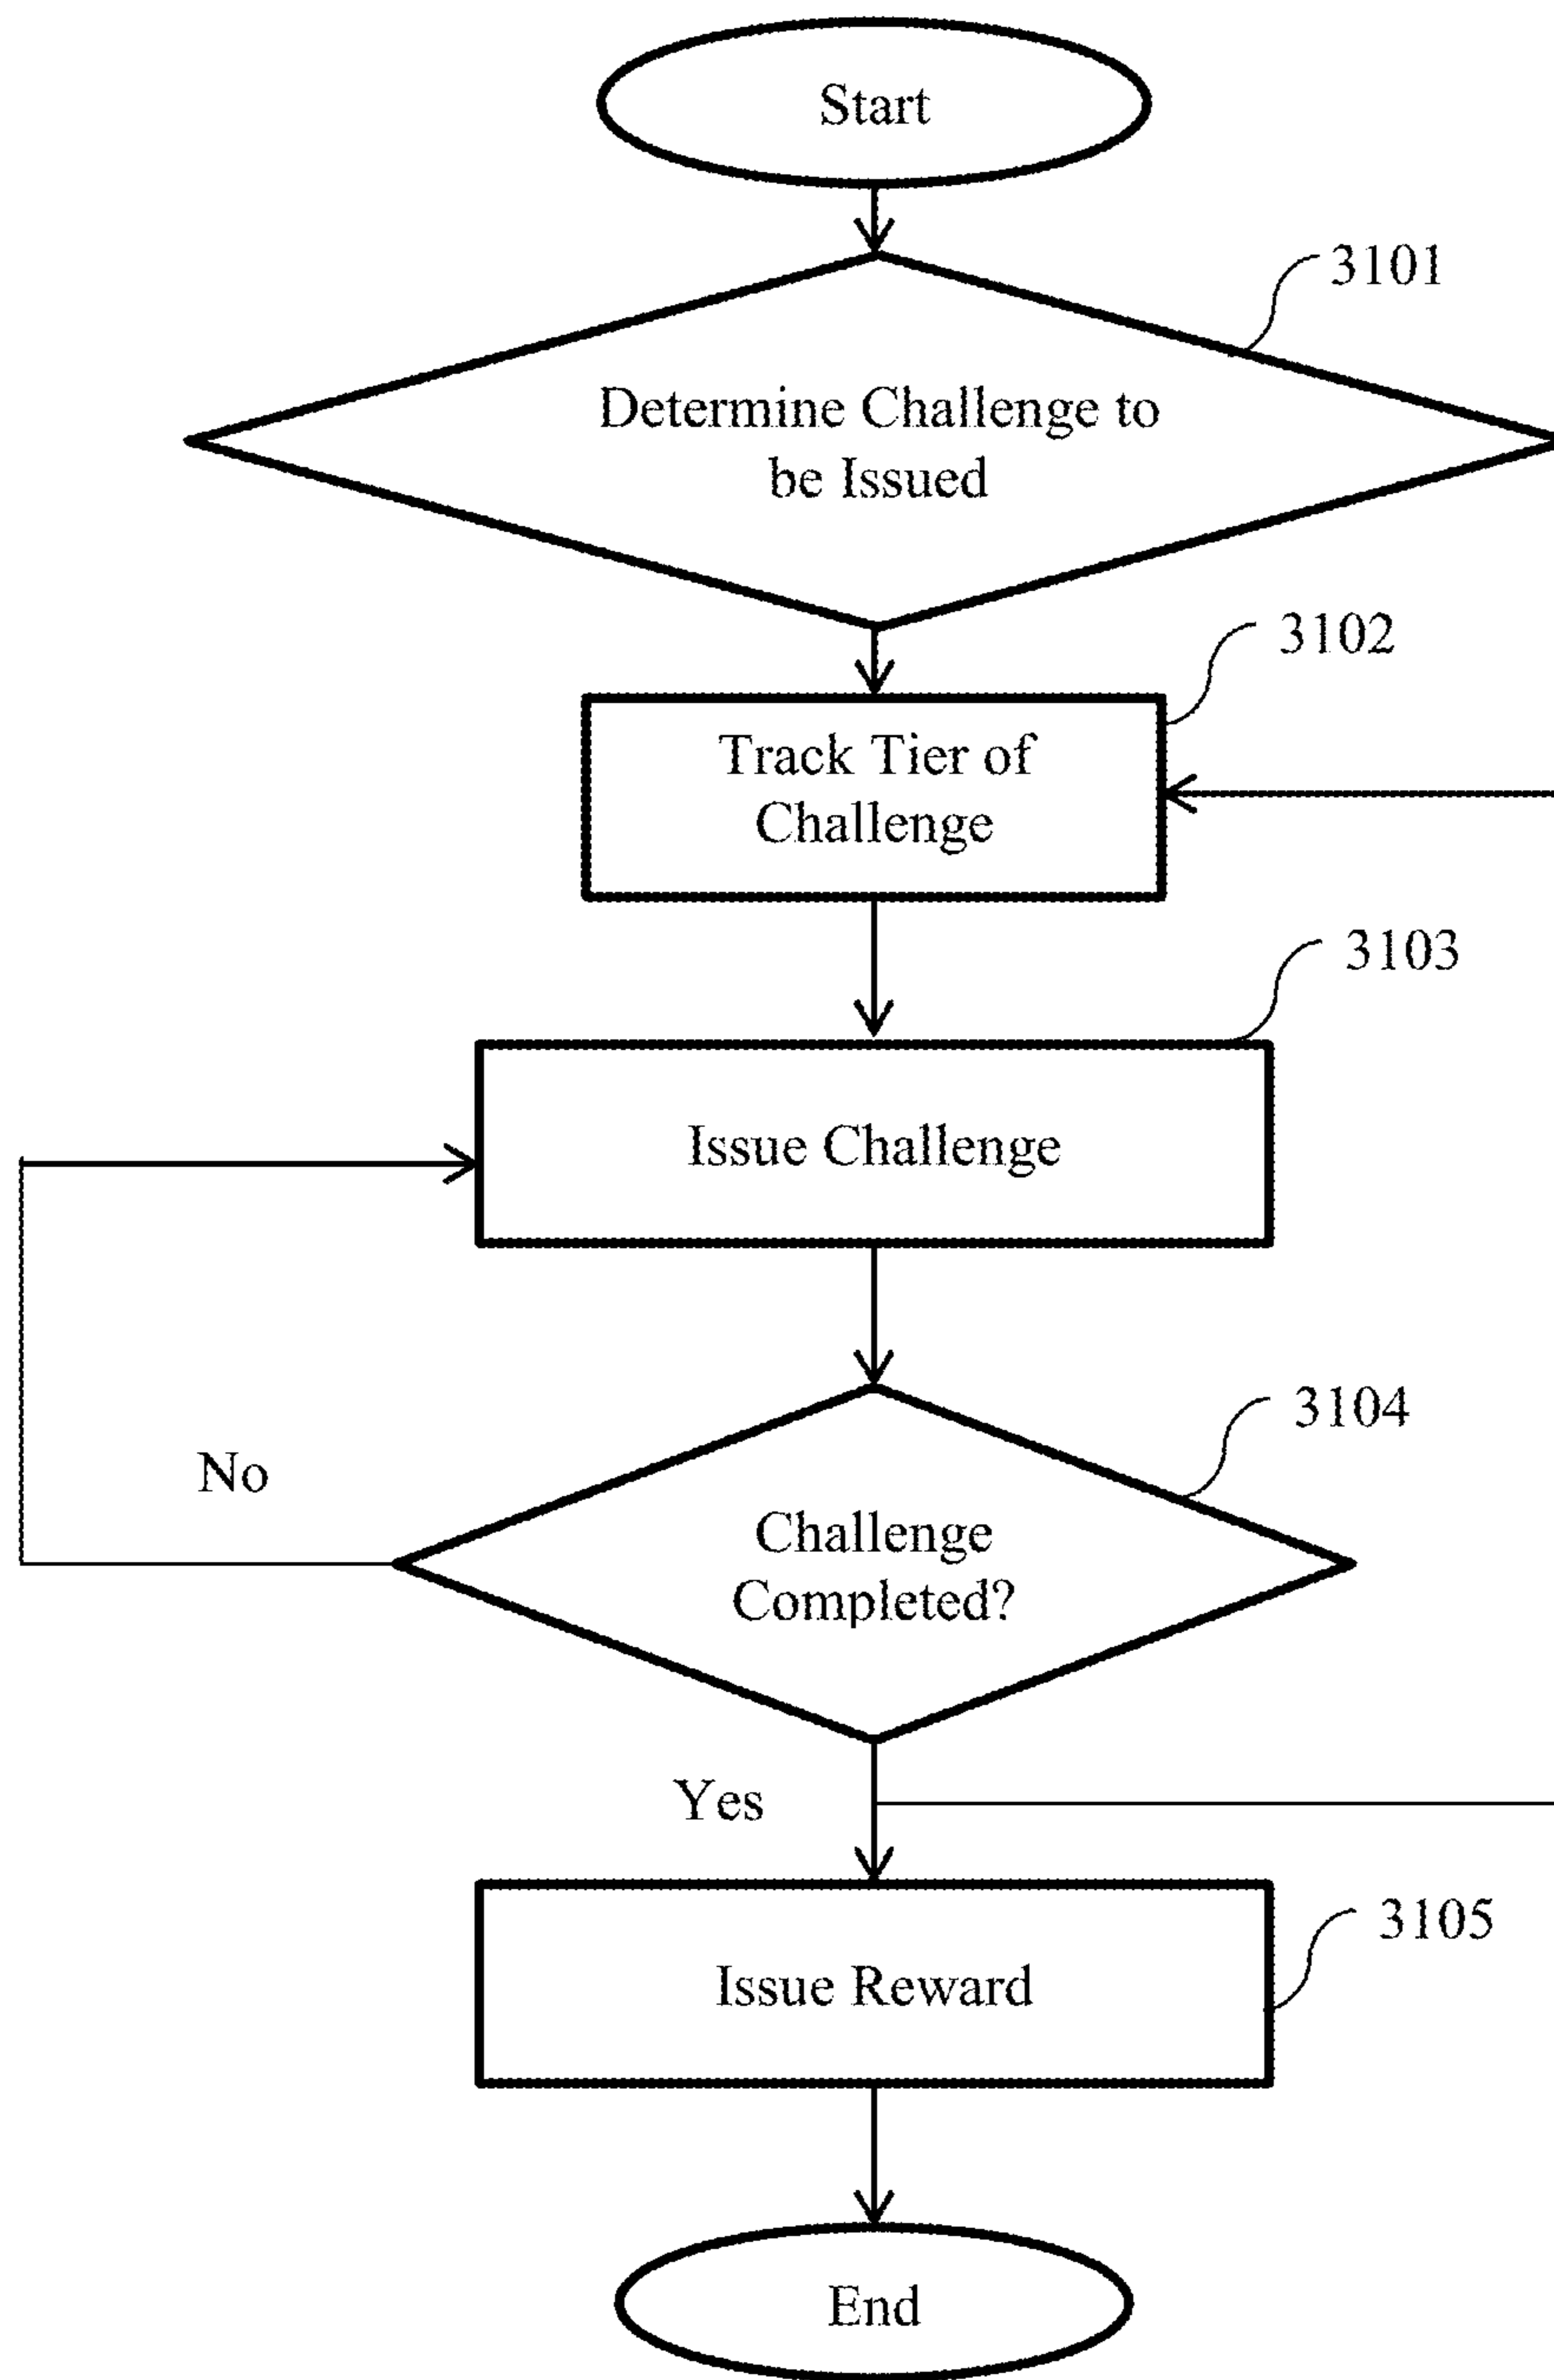 Start
3101
Determine Challenge to
be Issued
3102
Track Tier of
Challenge
3103
Issue Challenge
3104
No
Challenge
Completed?
Yes
3105
Issue Reward
End